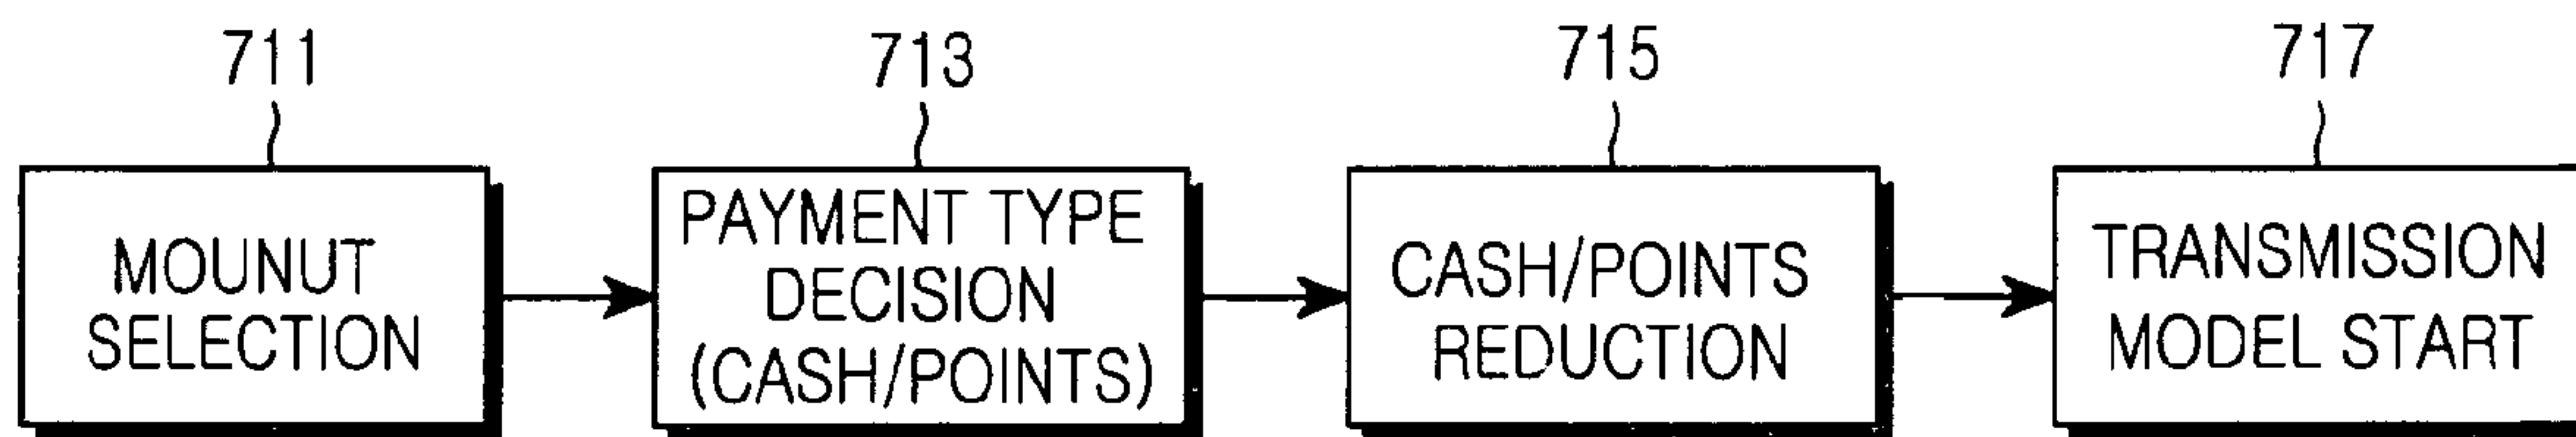 711
713
715
717
MOUNUT
SELECTION
PAYMENT TYPE
DECISION
(CASH/POINTS)
CASH/POINTS
REDUCTION
TRANSMISSION
MODEL START